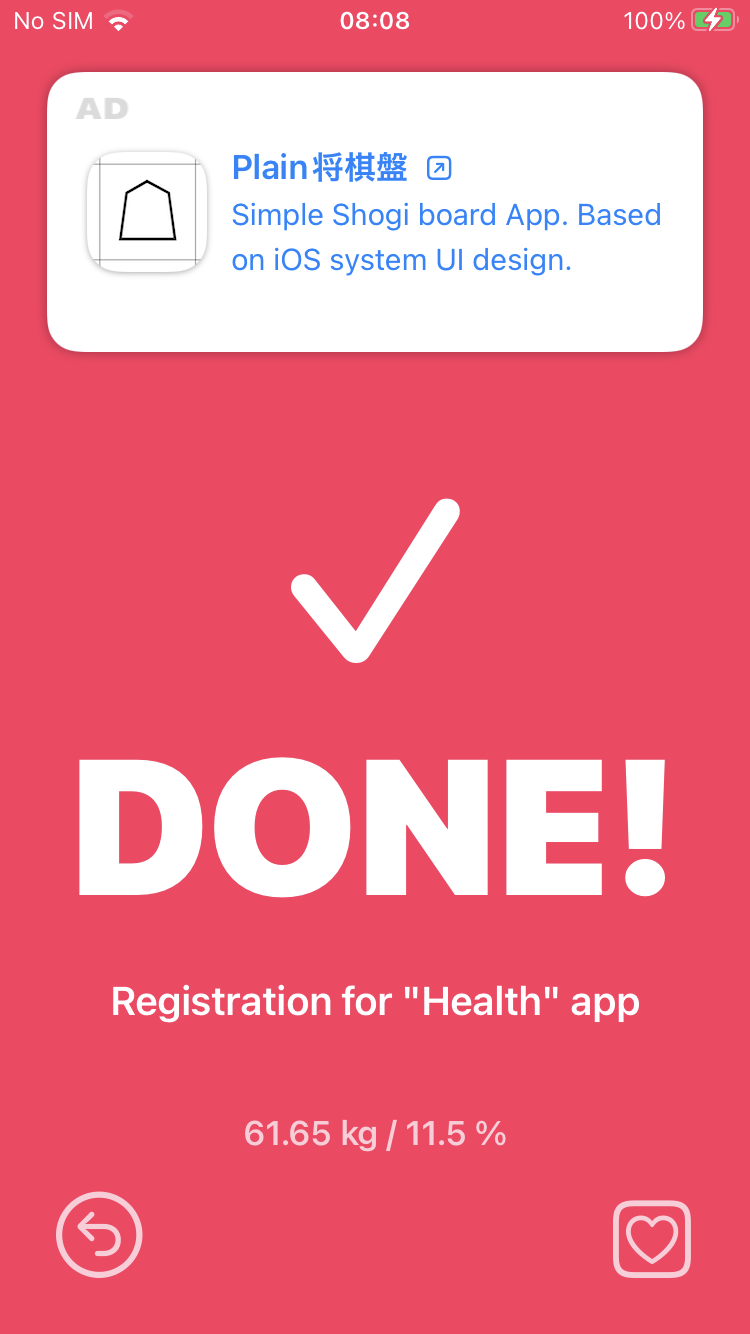 No SIM 08:08 100%
AD
Plain将棋盤
Simple Shogi board App. Based
on iOS system UI design.
DONE!
Registration for "Health" app
61.65 kg / 11.5 %